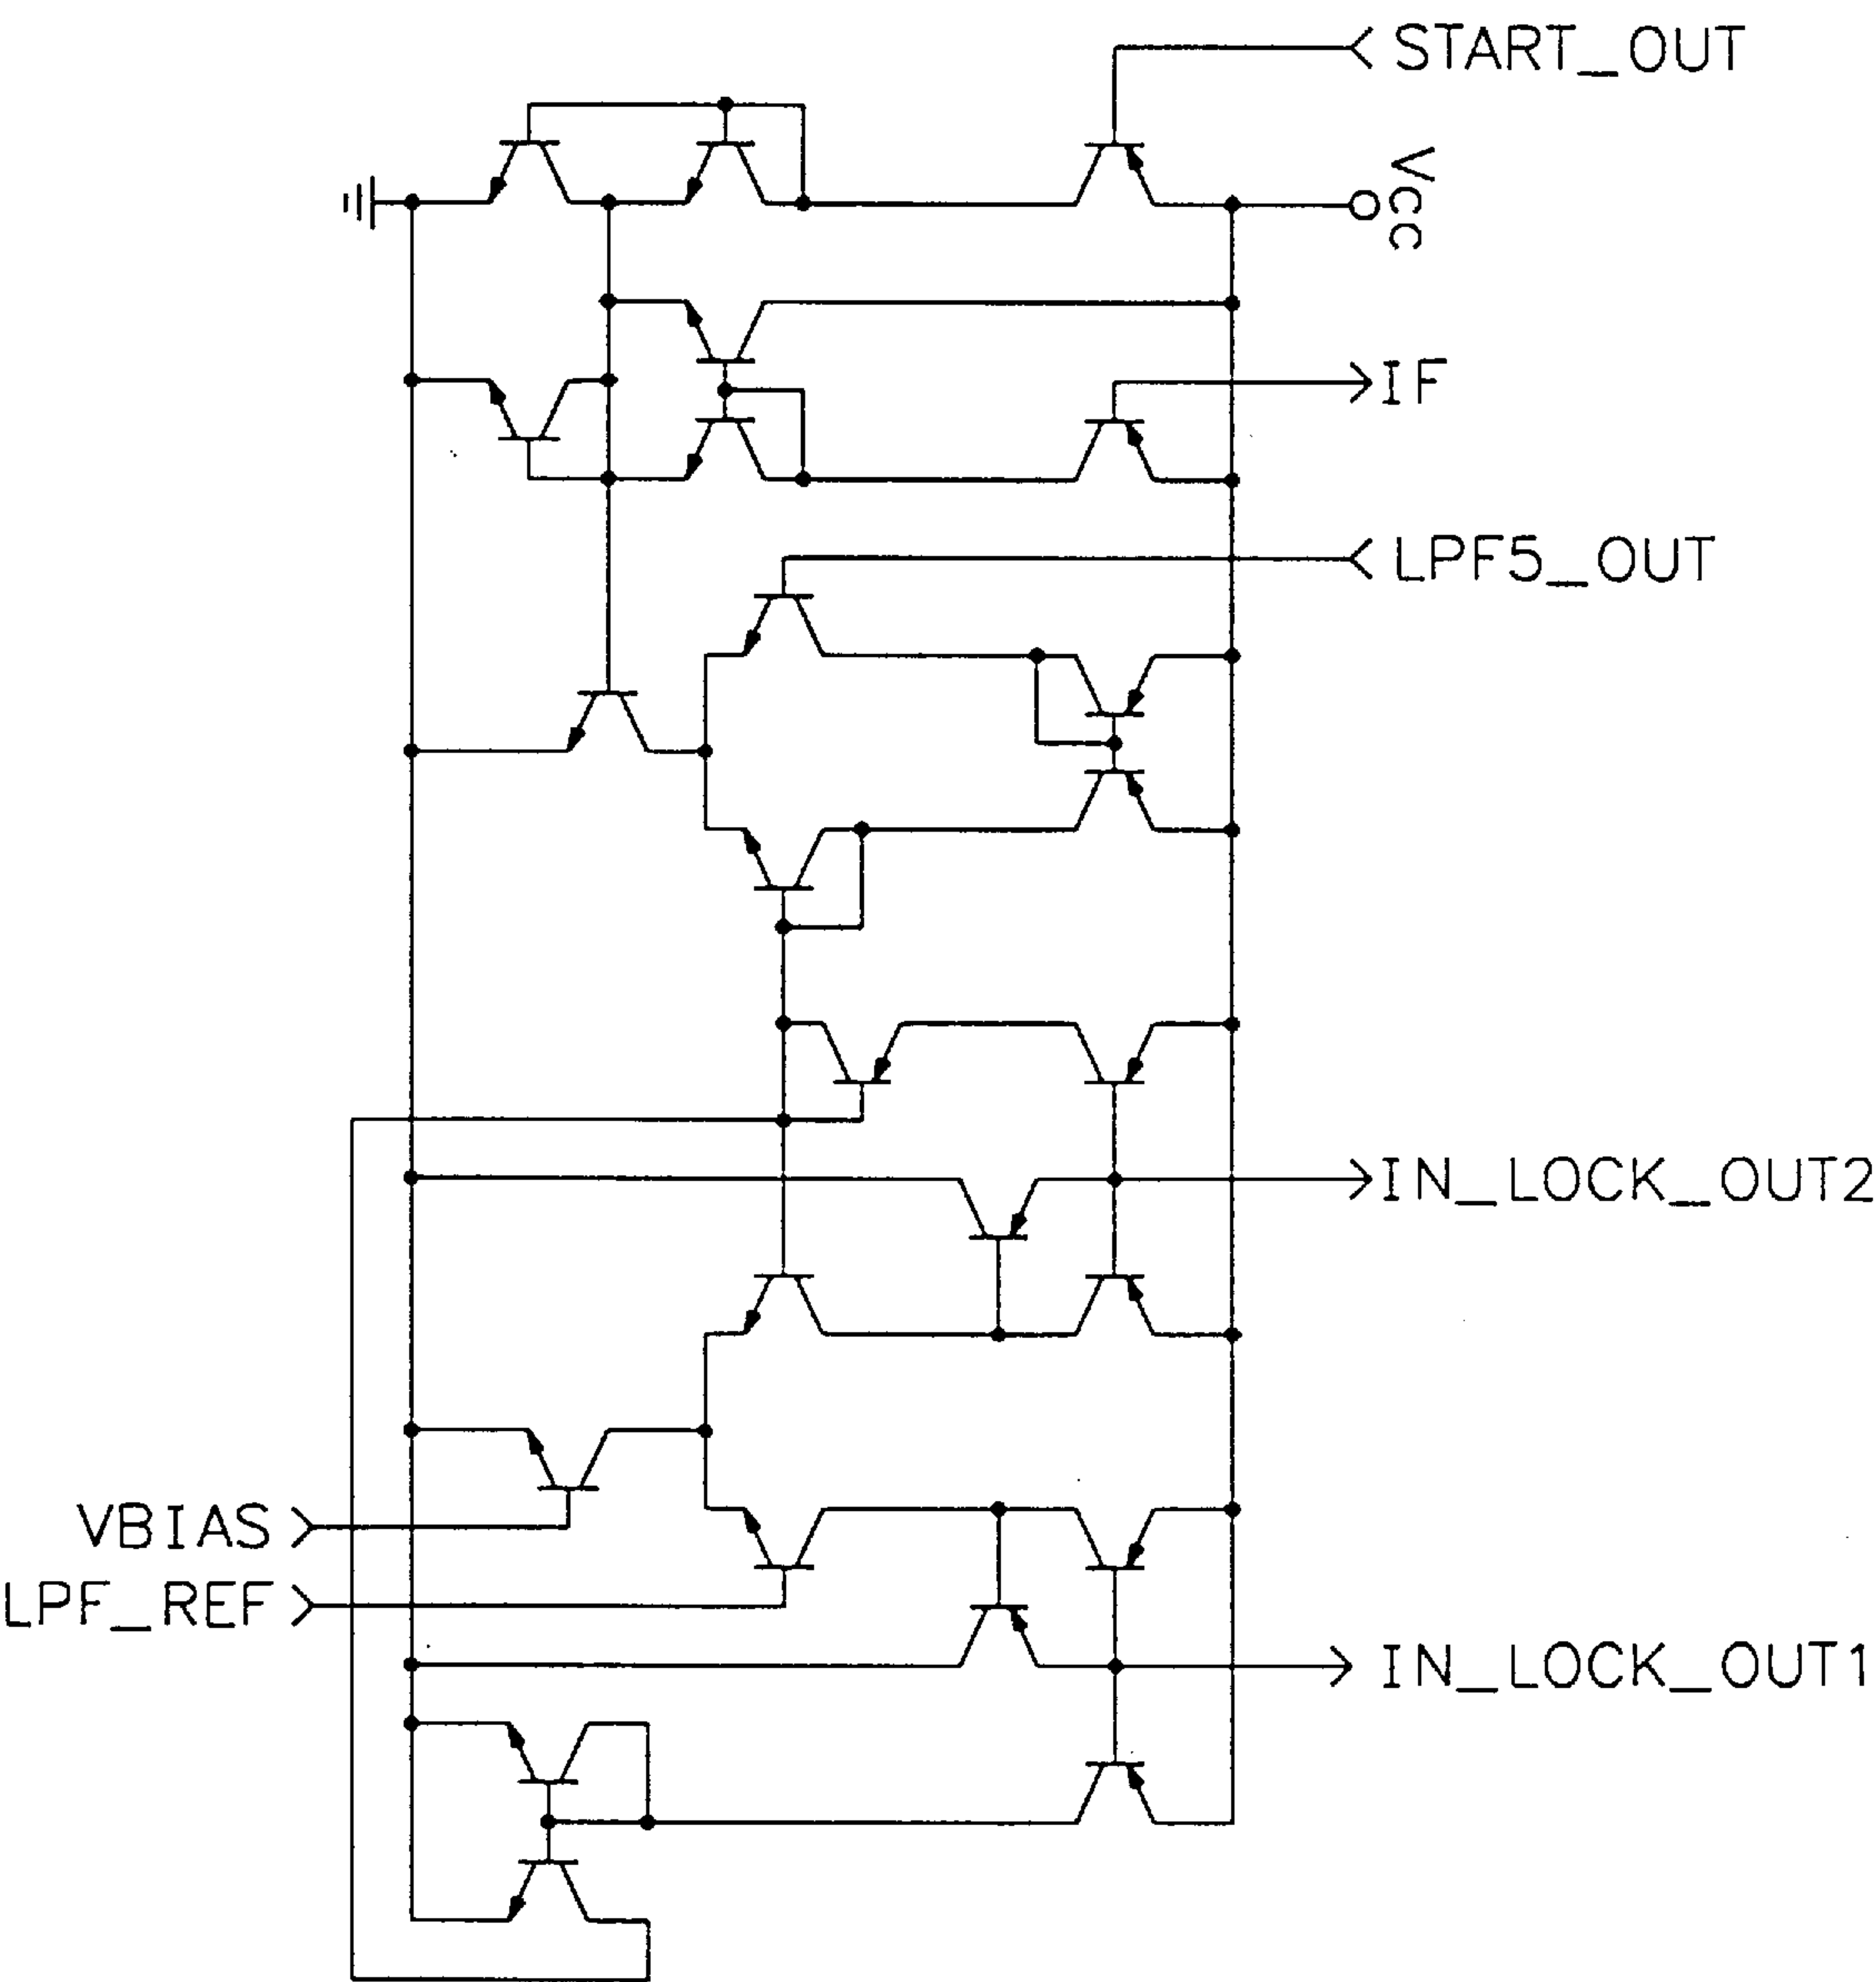 START_OUT
Vcc
IF
LPF5_OUT
IN_LOCK_OUT2
VBIAS
LPF_REF
IN_LOCK_OUT1